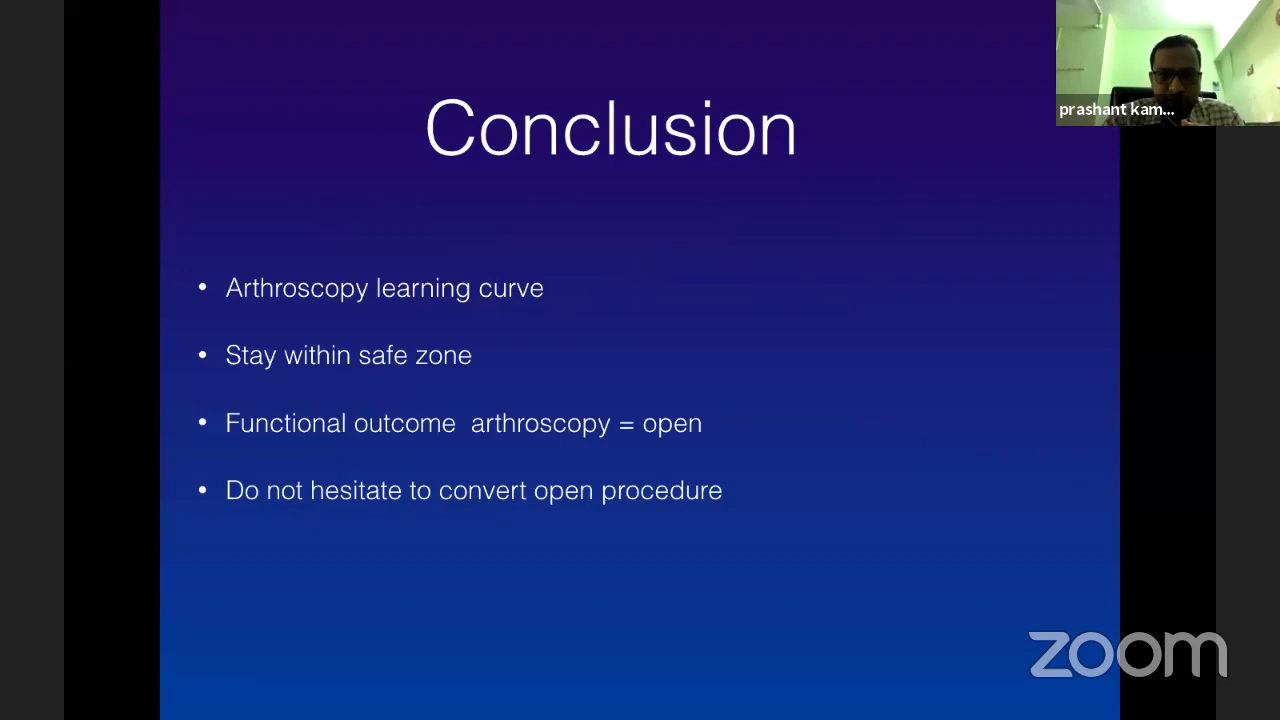 prashant kam...
Conclusion
• Arthroscopy learning curve
• Stay within safe zone
• Functional outcome  arthroscopy = open
• Do not hesitate to convert open procedure
zoom